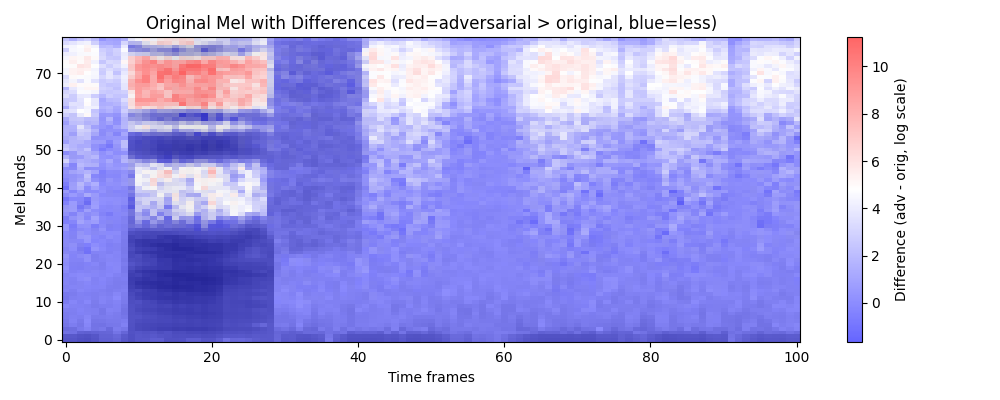 Original Mel with Differences (red=adversarial > original, blue=less)
Mel bands
70
60
50
40
30
20
10
0
0 20 40 60 80 100
Time frames
10
8
6
4
2
0
Difference (adv - orig, log scale)